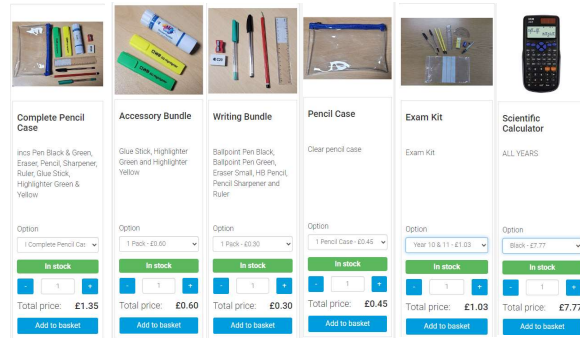 Complete Pencil
Case
incs Pen Black & Green,
Eraser, Pencil, Sharpener,
Ruler, Glue Stick,
Highlighter Green &
Yellow
Option
1 Complete Pencil Cas
In stock
- 1 +
Total price: £1.35
Add to basket
Accessory Bundle
Glue Stick, Highlighter
Green and Highlighter
Yellow
Option
1 Pack - £0.60
In stock
- 1 +
Total price: £0.60
Add to basket
Writing Bundle
Ballpoint Pen Black,
Ballpoint Pen Green,
Eraser Small, HB Pencil,
Pencil Sharpener and
Ruler
Option
1 Pack - £0.30
In stock
- 1 +
Total price: £0.30
Add to basket
Pencil Case
Clear pencil case
Option
1 Pencil Case - £0.45
In stock
- 1 +
Total price: £0.45
Add to basket
Exam Kit
Exam Kit
Option
Year 10 & 11 - £1.03
In stock
- 1 +
Total price: £1.03
Add to basket
Scientific
Calculator
ALL YEARS
Option
Black - £7.77
In stock
- 1 +
Total price: £7.77
Add to basket